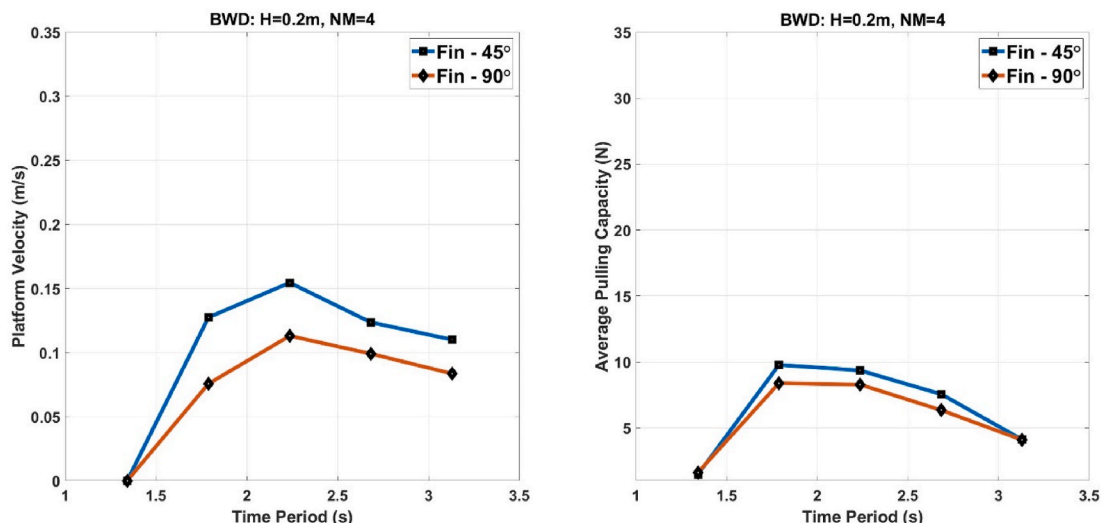 BWD: H=0.2m, NM=4
0.35
0.3
0.25
0.2
0.15
0.1
0.05
0
Platform Velocity (m/s)
Fin - 45°
Fin - 90°
1
1.5
2
2.5
3
3.5
Time Period (s)
BWD: H=0.2m, NM=4
35
30
25
20
15
10
5
Average Pulling Capacity (N)
Fin - 45°
Fin - 90°
1
1.5
2
2.5
3
3.5
Time Period (s)